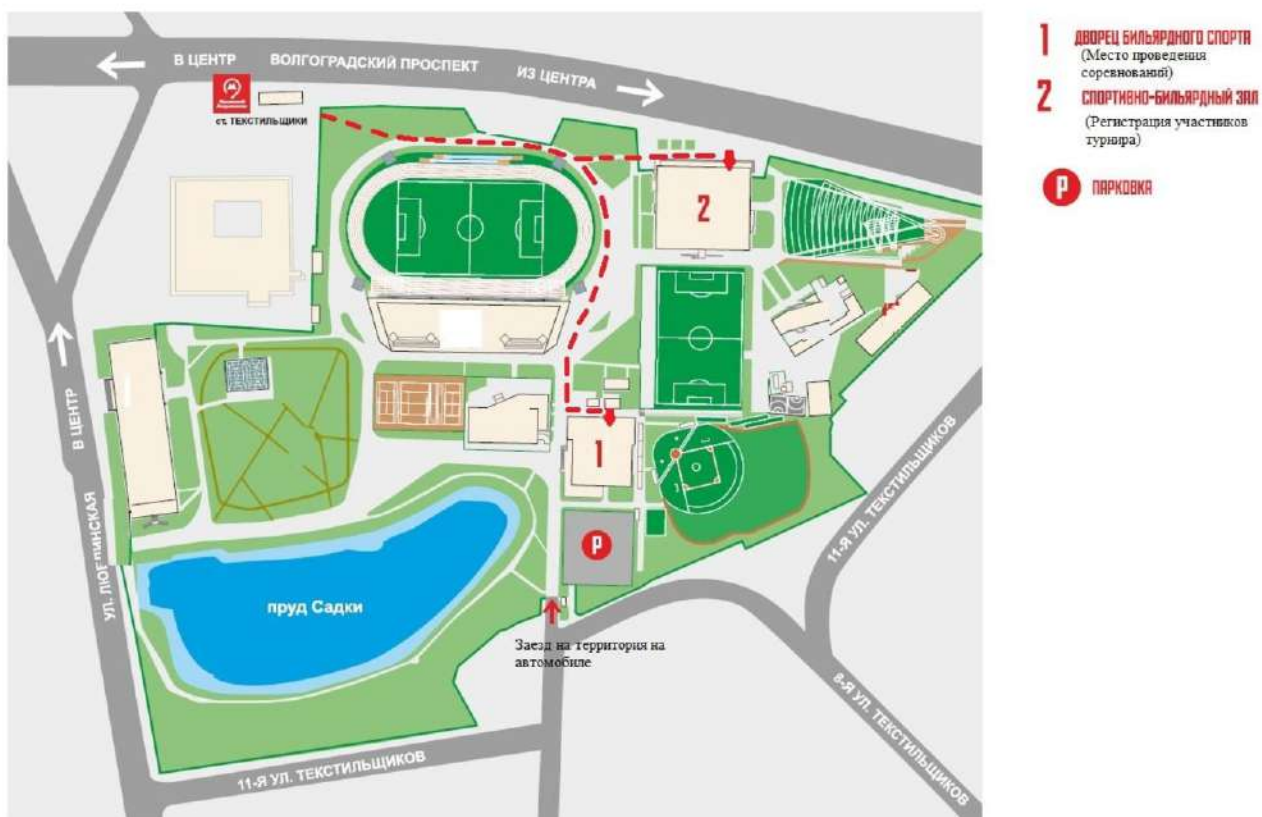 В ЦЕНТР
ВОЛГОГРАДСКИЙ ПРОСПЕКТ
ИЗ ЦЕНТРА
ст. ТЕКСТИЛЬЩИКИ
2
В ЦЕНТР
1
P
УЛ. ЛЮБЛИНСКАЯ
пруд Садки
Заезд на территория на
автомобиле
11-Я УЛ. ТЕКСТИЛЬЩИКОВ
11-Я УЛ. ТЕКСТИЛЬЩИКОВ
8-Я УЛ. ТЕКСТИЛЬЩИКОВ
1 ДВОРЕЦ БИЛЬЯРДНОГО СПОРТА
(Место проведения
соревнований)
2 СПОРТИВНО-БИЛЬЯРДНЫЙ ЗАЛ
(Регистрация участников
турнира)
P ПАРКОВКА